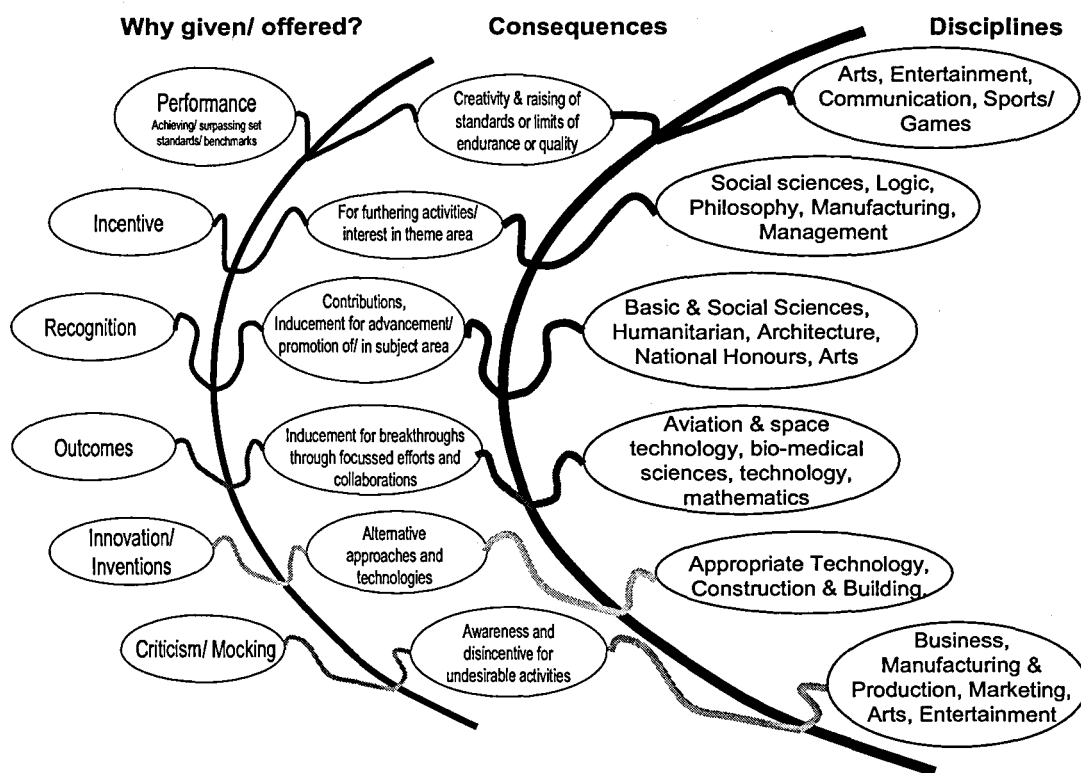 Why given/ offered?
Consequences
Disciplines
Performance
Achieving/ surpassing set
standards/ benchmarks
Creativity & raising of
standards or limits of
endurance or quality
Arts, Entertainment,
Communication, Sports/
Games
Incentive
For furthering activities/
interest in theme area
Social sciences, Logic,
Philosophy, Manufacturing,
Management
Recognition
Contributions,
Inducement for advancement/
promotion of/ in subject area
Basic & Social Sciences,
Humanitarian, Architecture,
National Honours, Arts
Outcomes
Inducement for breakthroughs
through focussed efforts and
collaborations
Aviation & space
technology, bio-medical
sciences, technology,
mathematics
Innovation/
Inventions
Alternative
approaches and
technologies
Appropriate Technology,
Construction & Building,
Criticism/ Mocking
Awareness and
disincentive for
undesirable activities
Business,
Manufacturing &
Production, Marketing,
Arts, Entertainment